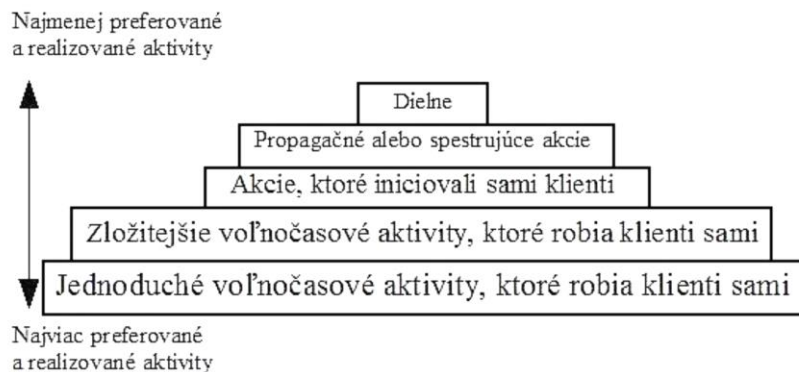 Najmenej preferované
a realizované aktivity
Dielne
Propagačné alebo spestrujúce akcie
Akcie, ktoré iniciovali sami klienti
Zložitejšie voľnočasové aktivity, ktoré robia klienti sami
Jednoduché voľnočasové aktivity, ktoré robia klienti sami
Najviac preferované
a realizované aktivity